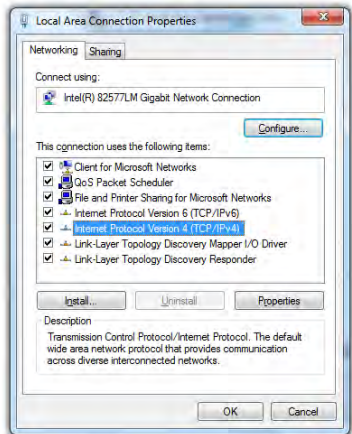 Local Area Connection Properties
Networking Sharing
Connect using:
Intel(R) 82577LM Gigabit Network Connection
Configure...
This connection uses the following items:
Client for Microsoft Networks
QoS Packet Scheduler
File and Printer Sharing for Microsoft Networks
Internet Protocol Version 6 (TCP/IPv6)
Internet Protocol Version 4 (TCP/IPv4)
Link-Layer Topology Discovery Mapper I/O Driver
Link-Layer Topology Discovery Responder
Install... Uninstall Properties
Description
Transmission Control Protocol/Internet Protocol. The default
wide area network protocol that provides communication
across diverse interconnected networks.
OK Cancel